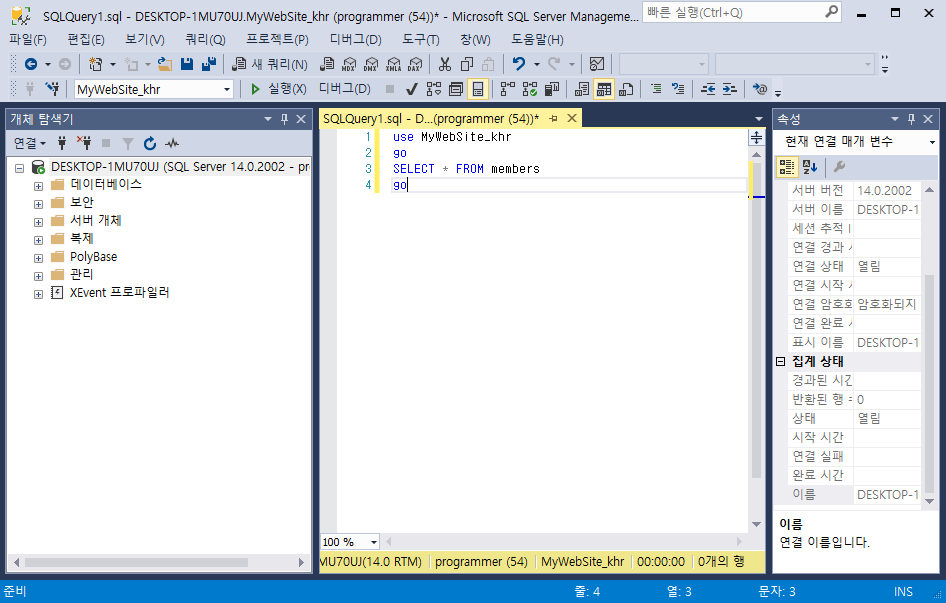 SQLQuery1.sql - DESKTOP-1MU70UJ.MyWebSite_khr (programmer (54))* - Microsoft SQL Server Manageme...
빠른 실행(Ctrl+Q)
파일(F) 편집(E) 보기(V) 쿼리(Q) 프로젝트(P) 디버그(D) 도구(T) 창(W) 도움말(H)
새 쿼리(N) MDX DMX XMLA DAX
MyWebSite_khr 실행(X) 디버그(D)
개체 탐색기
연결
DESKTOP-1MU70UJ (SQL Server 14.0.2002 - pr
데이터베이스
보안
서버 개체
복제
PolyBase
관리
XEvent 프로파일러
SQLQuery1.sql - D...(programmer (54))*
1 use MyWebSite_khr
2 go
3 SELECT * FROM members
4 go
100 %
MU70UJ(14.0 RTM) programmer (54) MyWebSite_khr 00:00:00 0개의 행
속성
현재 연결 매개 변수
서버 버전 14.0.2002
서버 이름 DESKTOP-1
세션 추적 I
연결 경과
연결 상태 열림
연결 시작
연결 암호화 암호화되지
연결 완료
표시 이름 DESKTOP-1
집계 상태
경과된 시간
반환된 행 0
상태 열림
시작 시간
연결 실패
완료 시간
이름 DESKTOP-1
이름
연결 이름입니다.
준비 줄: 4 열: 3 문자: 3 INS